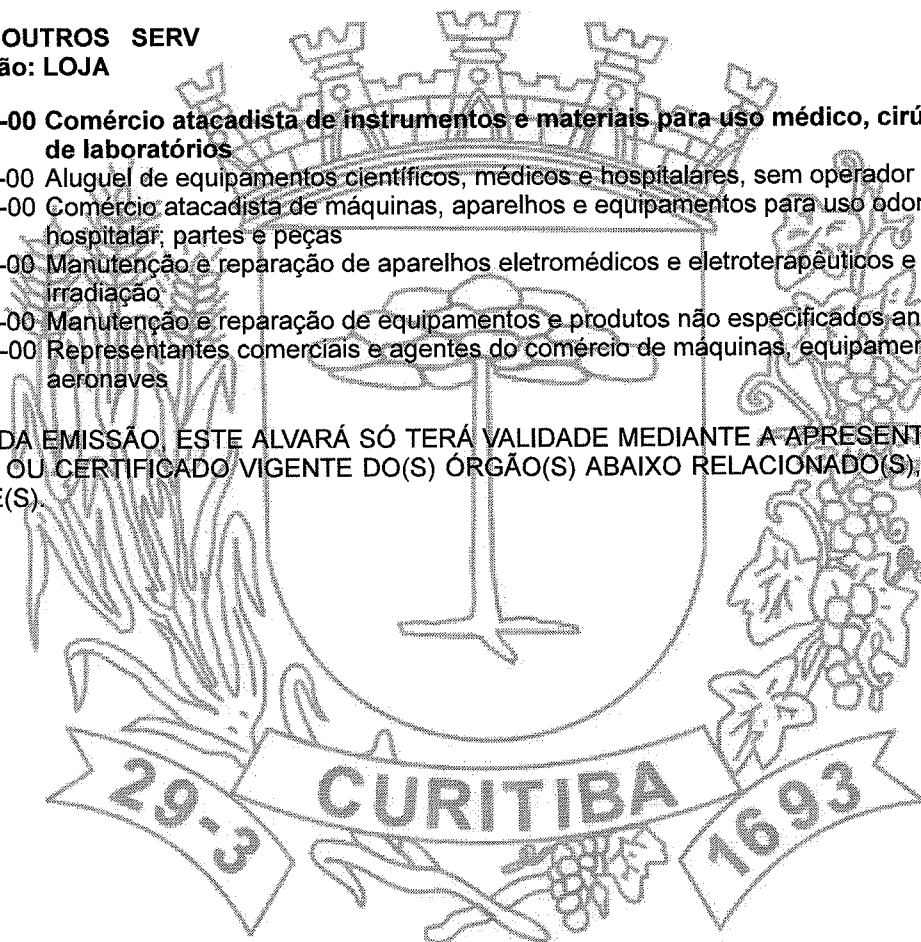 OUTROS SERV
ão: LOJA
-00 Comércio atacadista de instrumentos e materiais para uso médico, cirú
de laboratórios
-00 Aluguel de equipamentos científicos, médicos e hospitalares, sem operador
-00 Comércio atacadista de máquinas, aparelhos e equipamentos para uso odon
hospitalar; partes e peças
-00 Manutenção e reparação de aparelhos eletromédicos e eletroterapêuticos e
irradiação
-00 Manutenção e reparação de equipamentos e produtos não especificados an
-00 Representantes comerciais e agentes do comércio de máquinas, equipamen
aeronaves
DA EMISSÃO, ESTE ALVARÁ SÓ TERÁ VALIDADE MEDIANTE A APRESENT
OU CERTIFICADO VIGENTE DO(S) ÓRGÃO(S) ABAIXO RELACIONADO(S),
E(S).
29-3 CURITIBA 1693